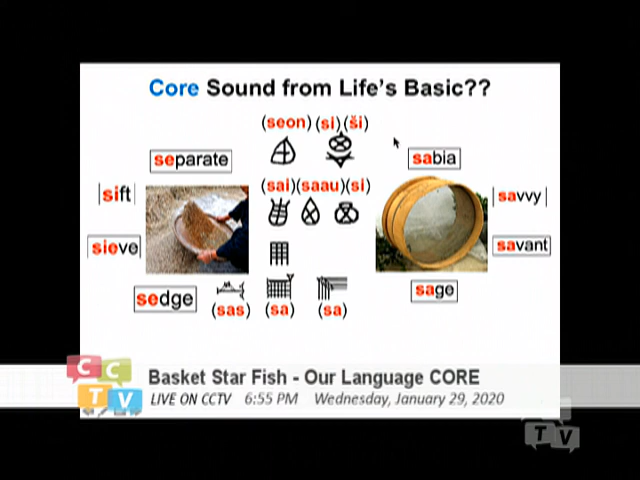 Core Sound from Life's Basic??
(seon) (si)(ši)
separate
sabia
(sai)(saau)(si)
sift
savvy
sieve
savant
sedge
sage
(sas) (sa) (sa)
CCTV
Basket Star Fish - Our Language CORE
LIVE ON CCTV 6:55 PM Wednesday, January 29, 2020
TV